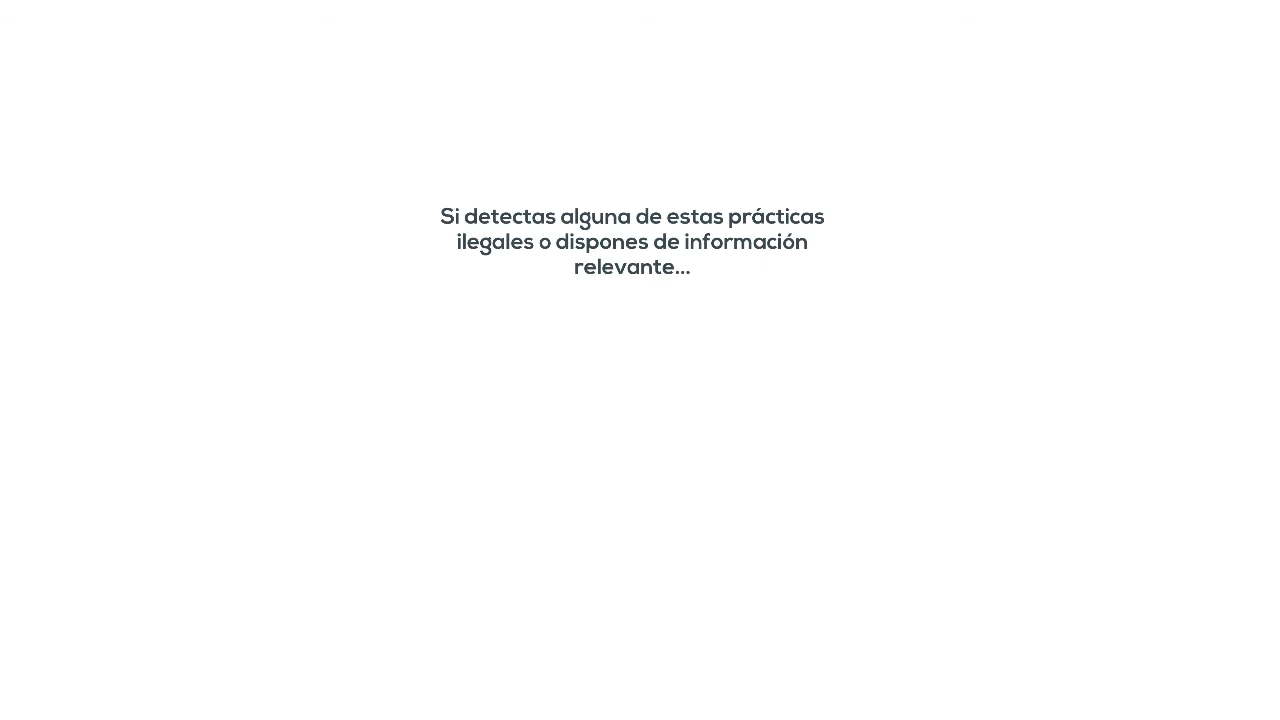 Si detectas alguna de estas prácticas
ilegales o dispones de información
relevante...